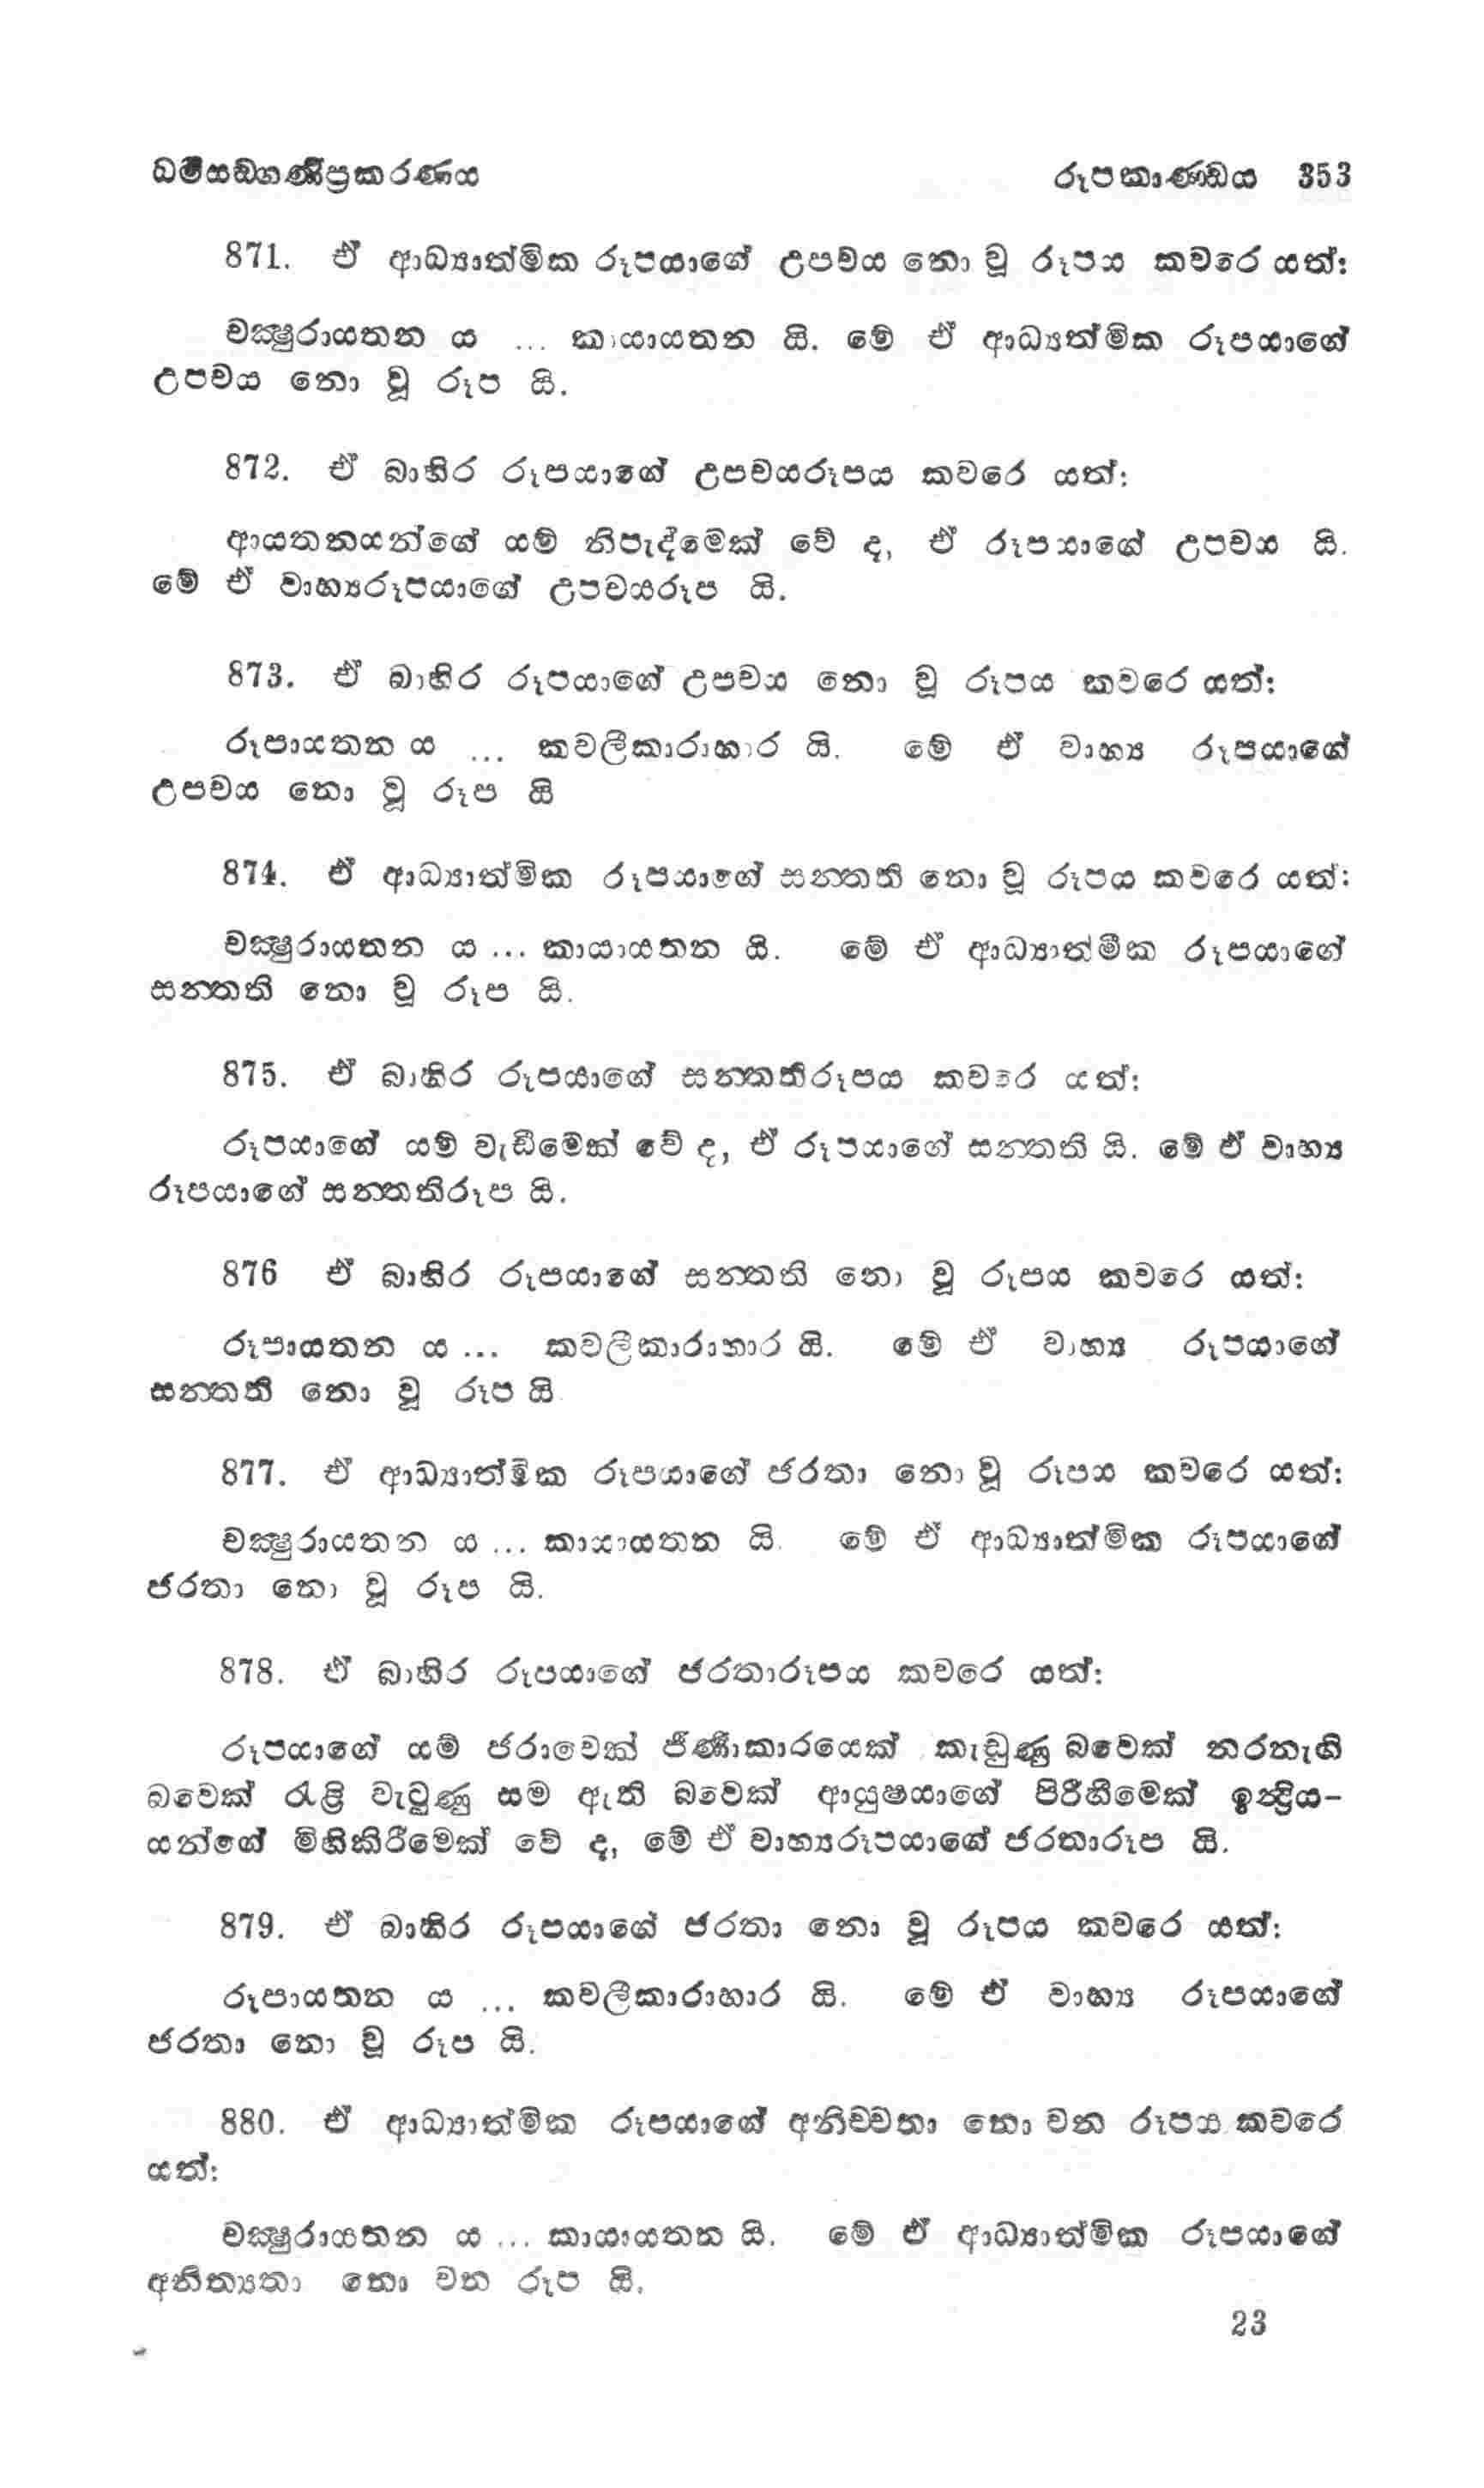 ධම්සඞ්ගණිප්‍රකරණය රූපකාණ්ඩය 353
871. ඒ ආධ්‍යාත්මික රූපයාගේ උපචය නො වූ රූපය කවරේ යත්:
චක්‍ෂුරායතන ය ... කායායතන යි. මේ ඒ ආධ්‍යත්මික රූපයාගේ
උපචය නො වූ රූප යි.
872. ඒ බාහිර රූපයාගේ උපචයරූපය කවරේ යත්:
ආයතනයන්ගේ යම් නිපැද්මෙක් වේ ද, ඒ රූපයාගේ උපචය යි.
මේ ඒ වාහ්‍යරූපයාගේ උපචයරූප යි.
873. ඒ බාහිර රූපයාගේ උපචය නො වූ රූපය කවරේ යත්:
රූපායතන ය ... කවලීකාරාහාර යි. මේ ඒ වාහ්‍ය රූපයාගේ
උපචය නො වූ රූප යි
874. ඒ ආධ්‍යාත්මික රූපයාගේ සන්තති නො වූ රූපය කවරේ යත්:
චක්‍ෂුරායතන ය ... කායායතන යි. මේ ඒ ආධ්‍යාත්මික රූපයාගේ
සන්තති නො වූ රූප යි.
875. ඒ බාහිර රූපයාගේ සන්තතිරූපය කවරේ යත්:
රූපයාගේ යම් වැඩීමෙක් වේ ද, ඒ රූපයාගේ සන්තති යි. මේ ඒ වාහ්‍ය
රූපයාගේ සන්තතිරූප යි.
876 ඒ බාහිර රූපයාගේ සන්තති නො වූ රූපය කවරේ යත්:
රූපායතන ය ... කවලීකාරාහාර යි. මේ ඒ වාහ්‍ය රූපයාගේ
සන්තති නො වූ රූප යි
877. ඒ ආධ්‍යාත්මික රූපයාගේ ජරතා නො වූ රූපය කවරේ යත්:
චක්‍ෂුරායතන ය ... කායායතන යි. මේ ඒ ආධ්‍යාත්මික රූපයාගේ
ජරතා නො වූ රූප යි.
878. ඒ බාහිර රූපයාගේ ජරතාරූපය කවරේ යත්:
රූපයාගේ යම් ජරාවෙක් ජීර්‍ණාකාරයෙක් කැඩුණු බවෙක් නරතැඟි
බවෙක් රැළි වැටුණු සම ඇති බවෙක් ආයුෂයාගේ පිරිහීමෙක් ඉන්ද්‍රිය-
යන්ගේ මිහිකිරීමෙක් වේ ද, මේ ඒ වාහ්‍යරූපයාගේ ජරතාරූප යි.
879. ඒ බාහිර රූපයාගේ ජරතා නො වූ රූපය කවරේ යත්:
රූපායතන ය ... කවලීකාරාහාර යි. මේ ඒ වාහ්‍ය රූපයාගේ
ජරතා නො වූ රූප යි.
880. ඒ ආධ්‍යාත්මික රූපයාගේ අනිච්චතා නො වන රූපය කවරේ
යත්:
චක්‍ෂුරායතන ය ... කායායතන යි. මේ ඒ ආධ්‍යාත්මික රූපයාගේ
අනිත්‍යතා නො වන රූප යි.
23